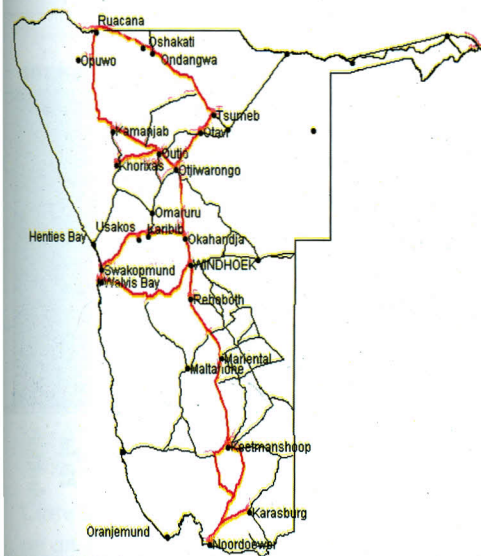 Ruacana
Oshakati
Opuwo
Ondangwa
Tsumeb
Kamanjab
Otavi
Outjo
Khorixas
Otjiwarongo
Omaruru
Usakos
Karibib
Henties Bay
Okahandja
WINDHOEK
Swakopmund
Walvis Bay
Rehoboth
Mariental
Maltahohe
Keetmanshoop
Karasburg
Oranjemund
Noordoewer